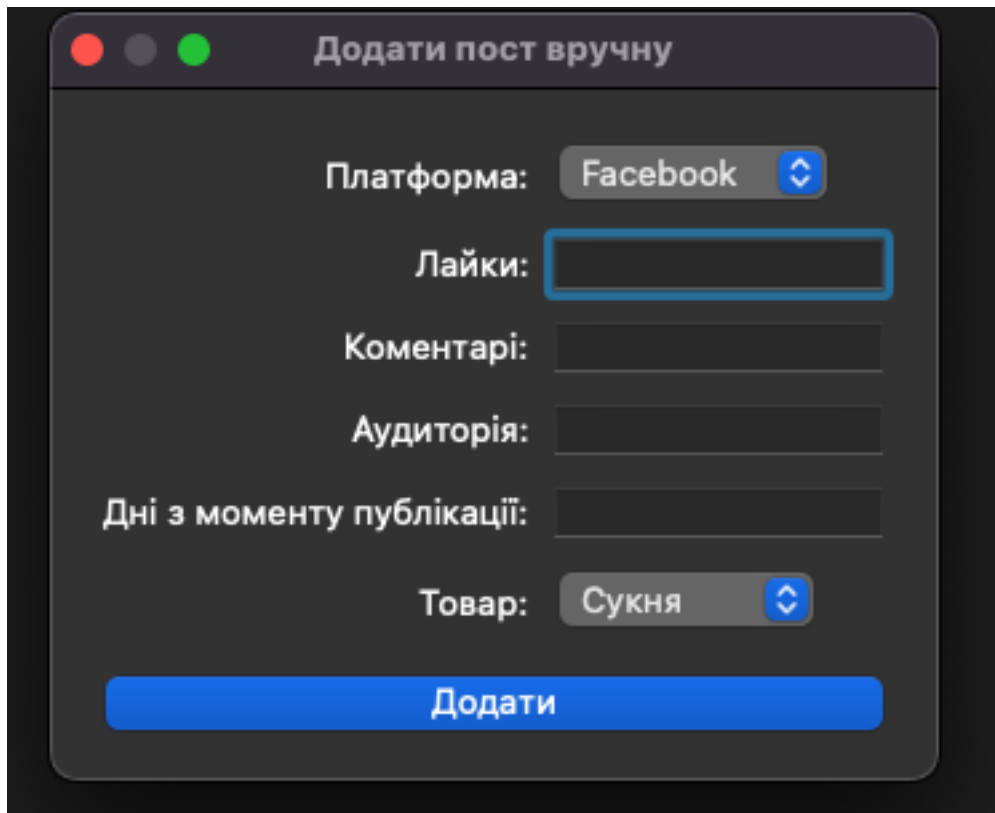 Додати пост вручну
Платформа: Facebook
Лайки:
Коментарі:
Аудиторія:
Дні з моменту публікації:
Товар: Сукня
Додати